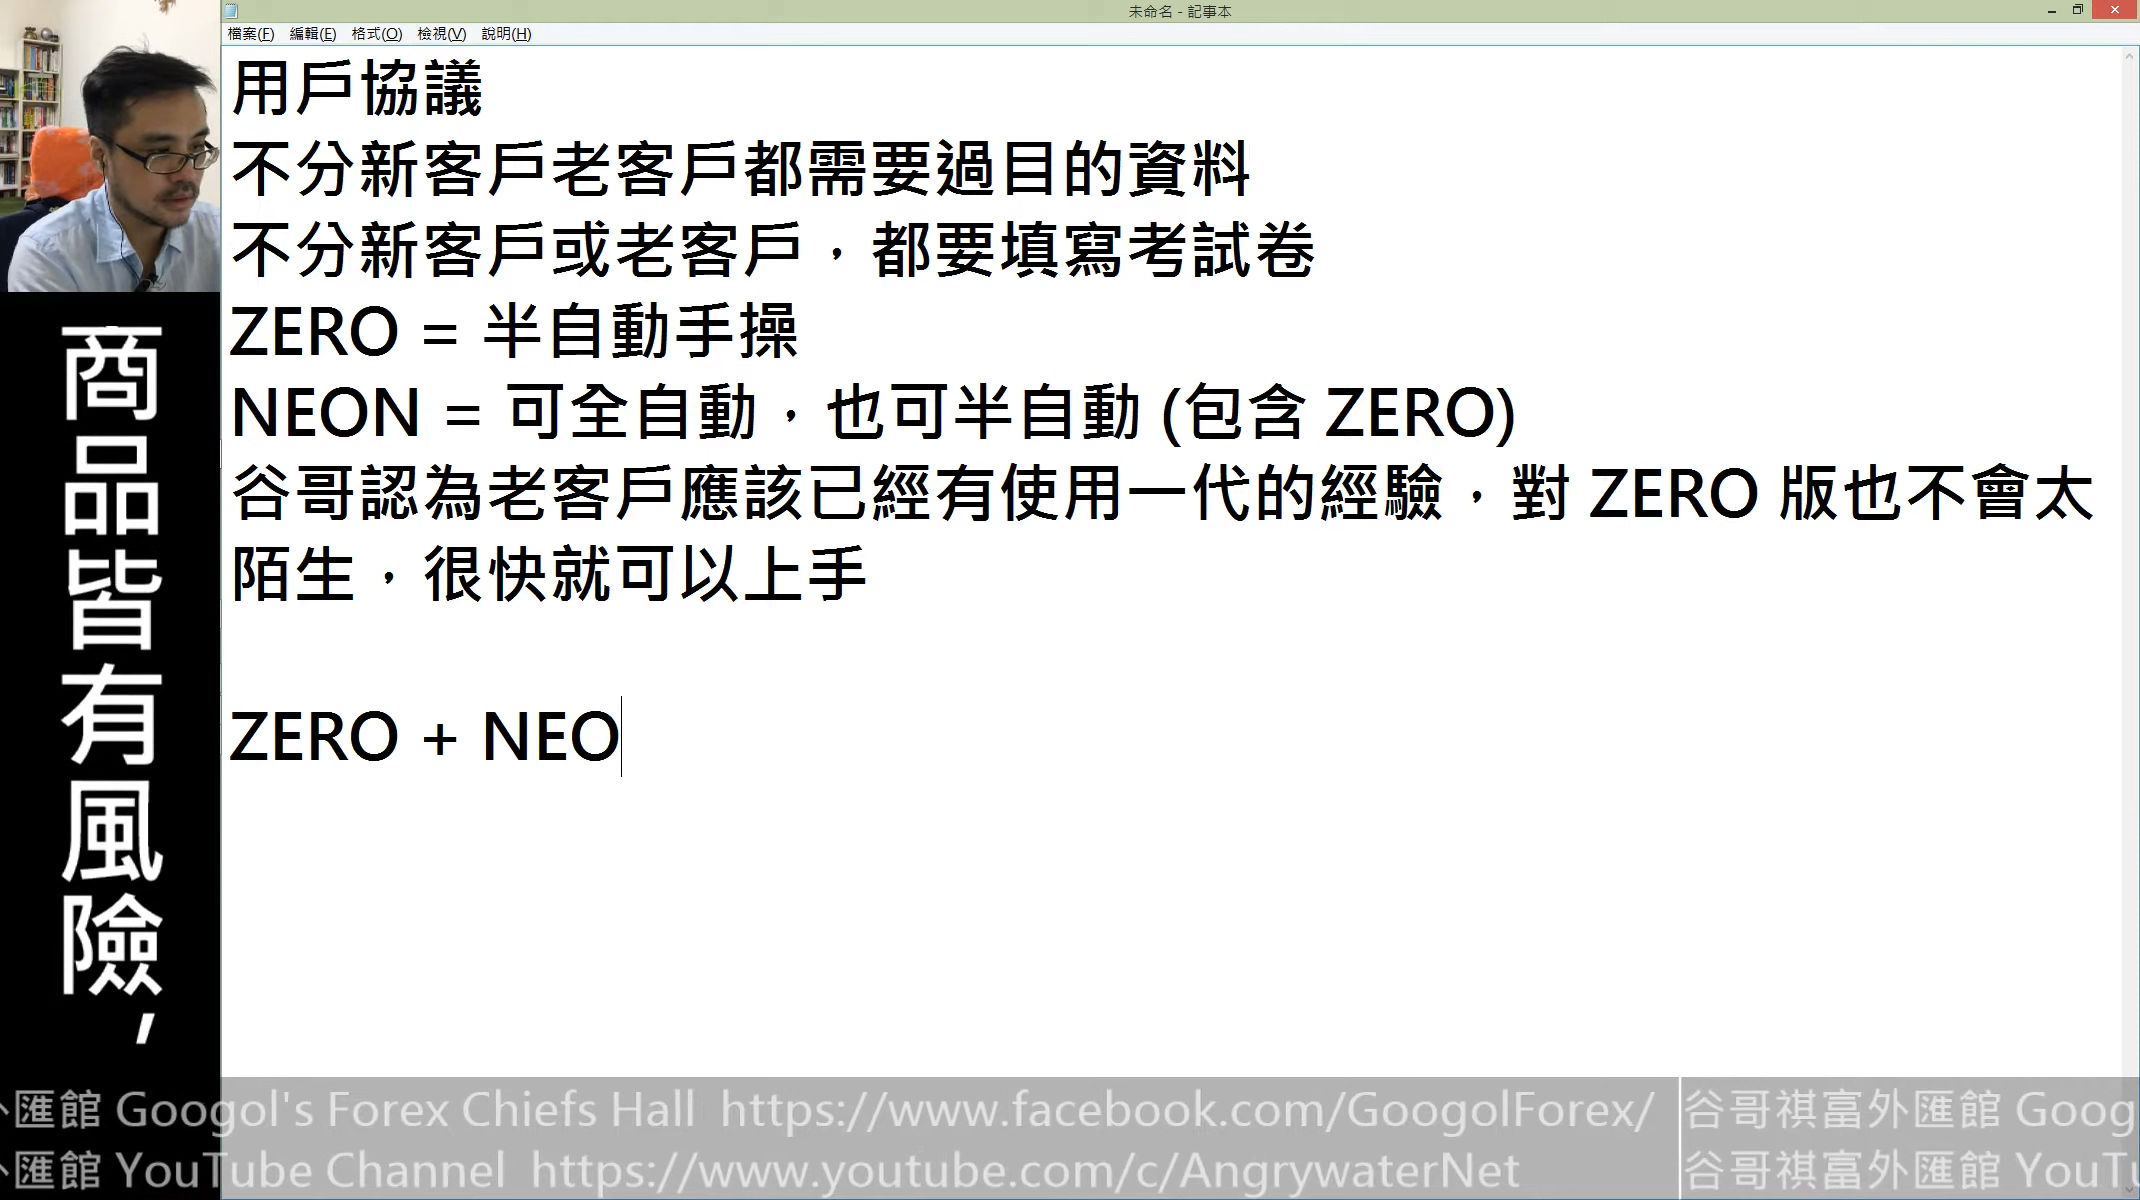 未命名 - 記事本
檔案(F) 編輯(E) 格式(O) 檢視(V) 說明(H)
用戶協議
不分新客戶老客戶都需要過目的資料
不分新客戶或老客戶，都要填寫考試卷
ZERO = 半自動手操
NEON = 可全自動，也可半自動 (包含 ZERO)
谷哥認為老客戶應該已經有使用一代的經驗，對 ZERO 版也不會太
陌生，很快就可以上手
ZERO + NEO
商品皆有風險，
匯館 Googol's Forex Chiefs Hall https://www.facebook.com/GoogolForex/ 谷哥祺富外匯館 Goog
匯館 YouTube Channel https://www.youtube.com/c/AngrywaterNet 谷哥祺富外匯館 YouTu